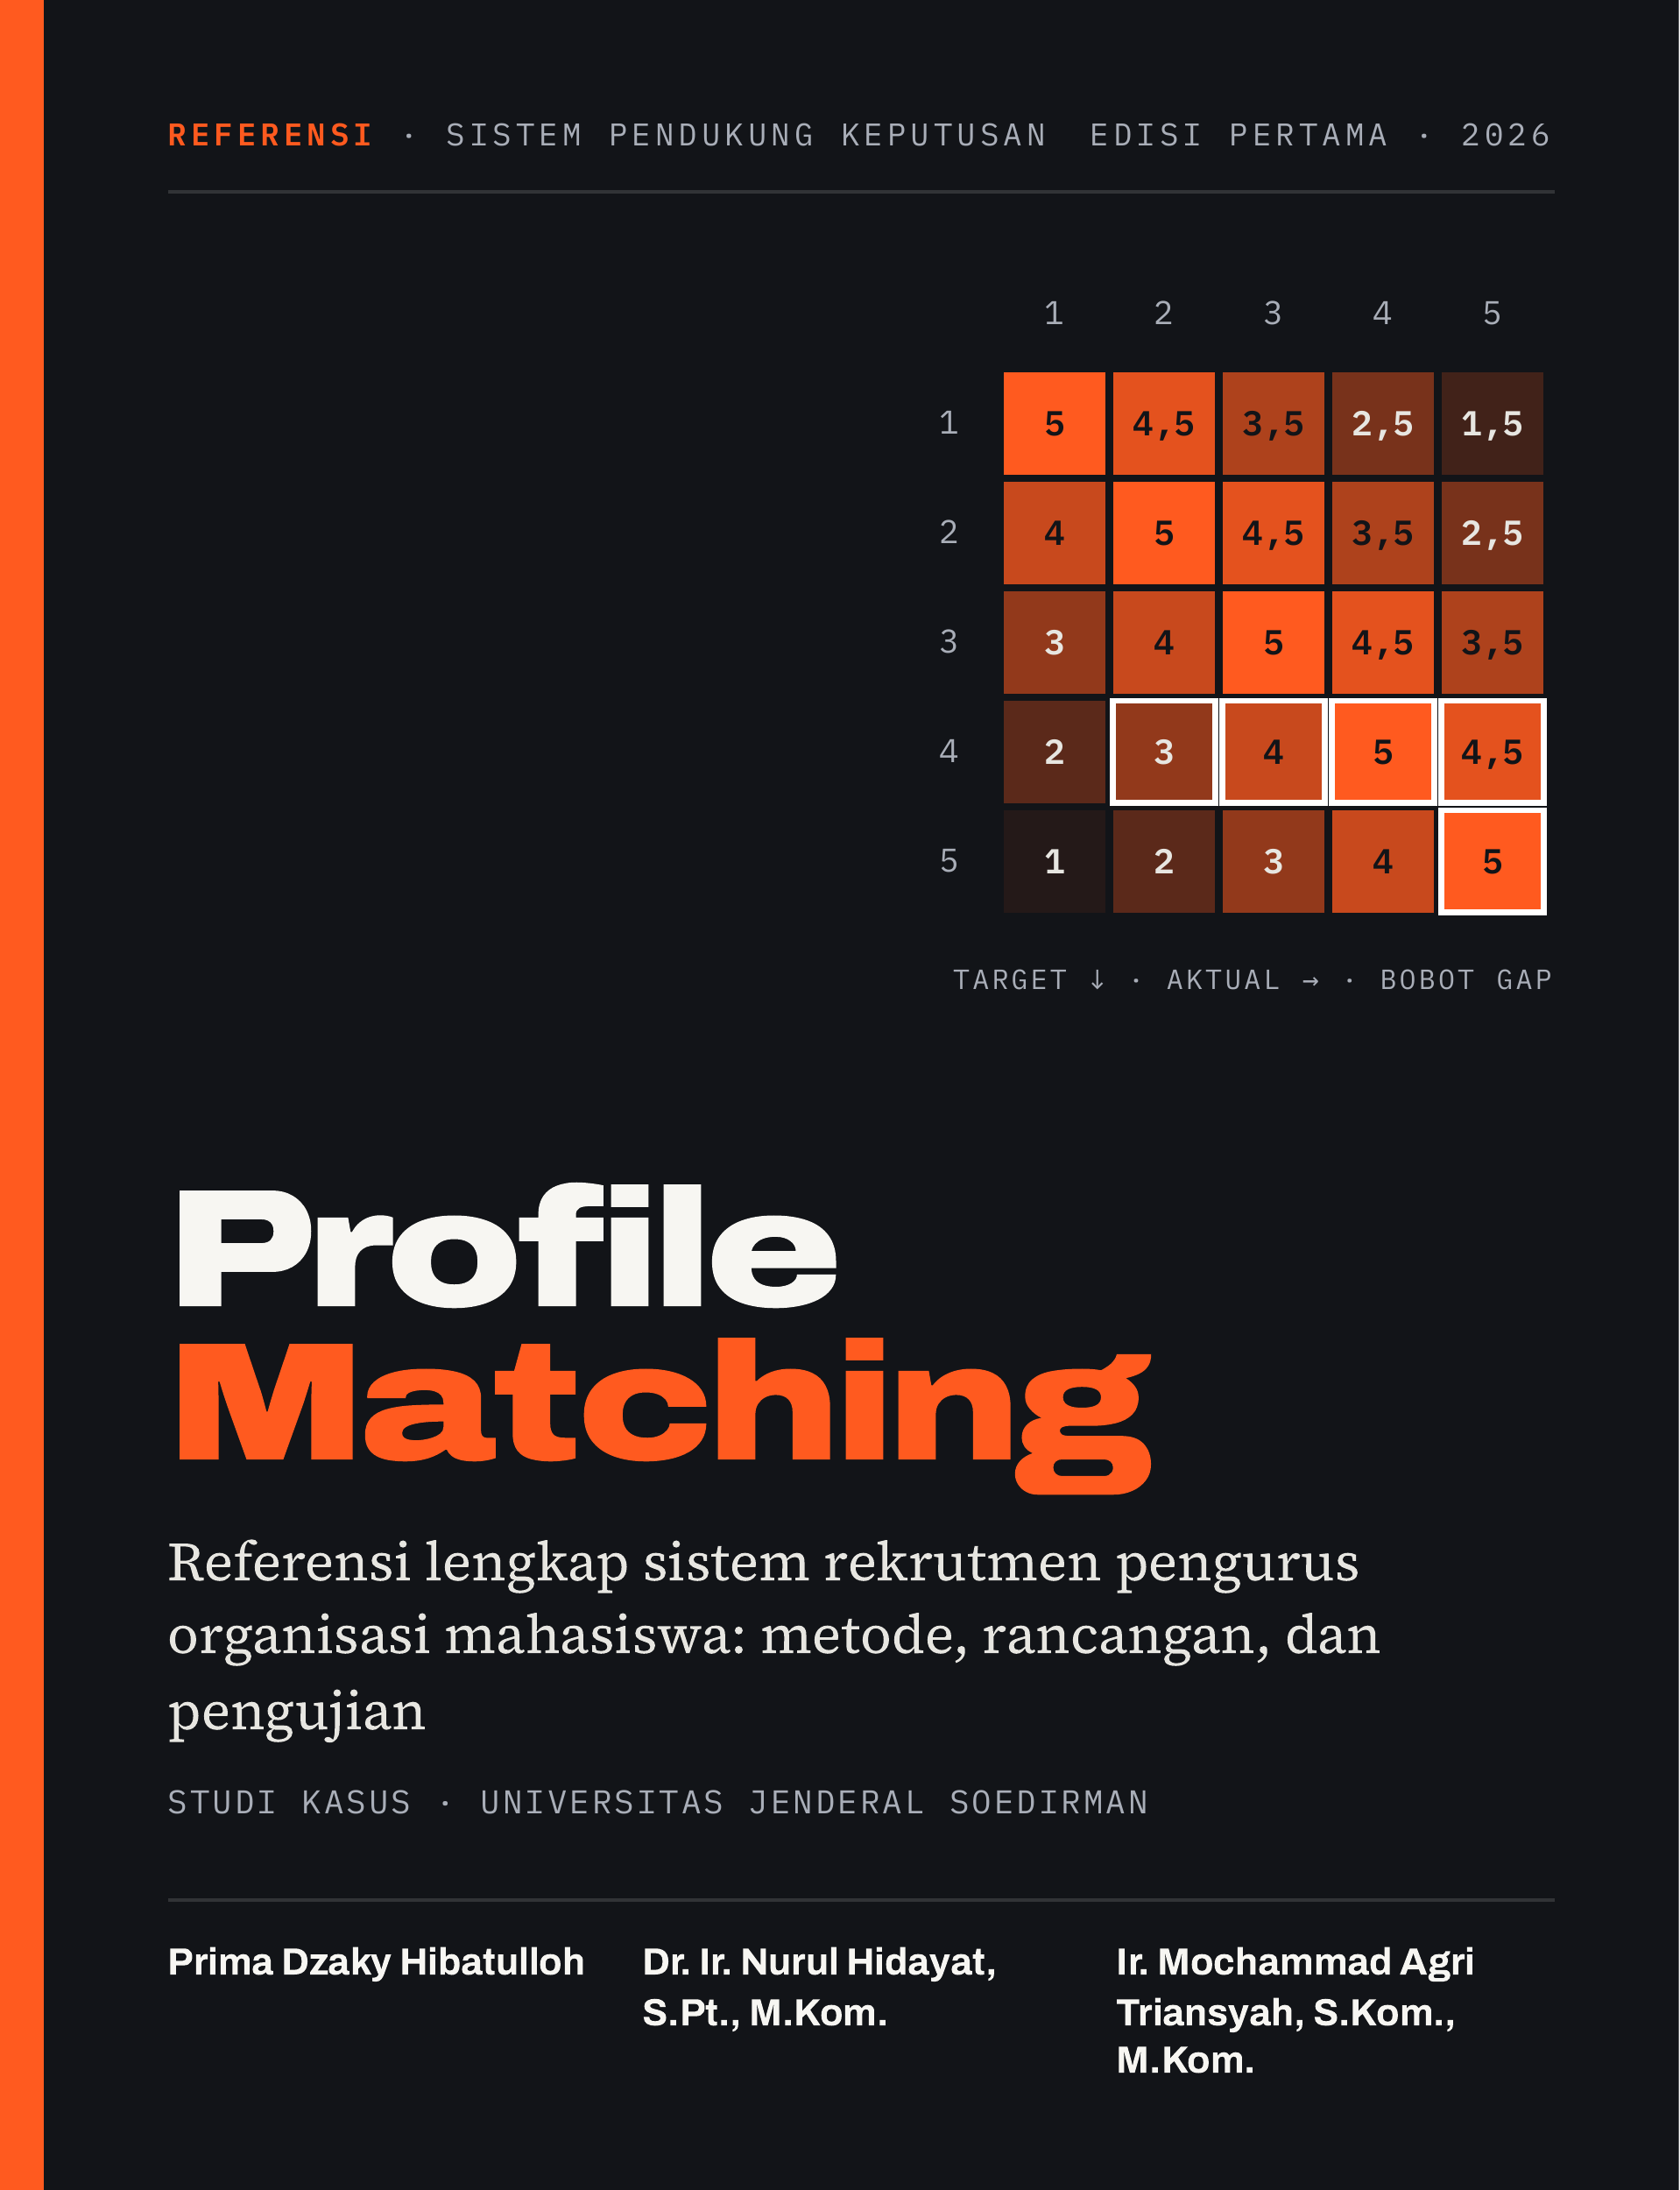 REFERENSI · SISTEM PENDUKUNG KEPUTUSAN EDISI PERTAMA · 2026
1 2 3 4 5
1 5 4,5 3,5 2,5 1,5
2 4 5 4,5 3,5 2,5
3 3 4 5 4,5 3,5
4 2 3 4 5 4,5
5 1 2 3 4 5
TARGET ↓ · AKTUAL → · BOBOT GAP
Profile
Matching
Referensi lengkap sistem rekrutmen pengurus
organisasi mahasiswa: metode, rancangan, dan
pengujian
STUDI KASUS · UNIVERSITAS JENDERAL SOEDIRMAN
Prima Dzaky Hibatulloh
Dr. Ir. Nurul Hidayat,
S.Pt., M.Kom.
Ir. Mochammad Agri
Triansyah, S.Kom.,
M.Kom.